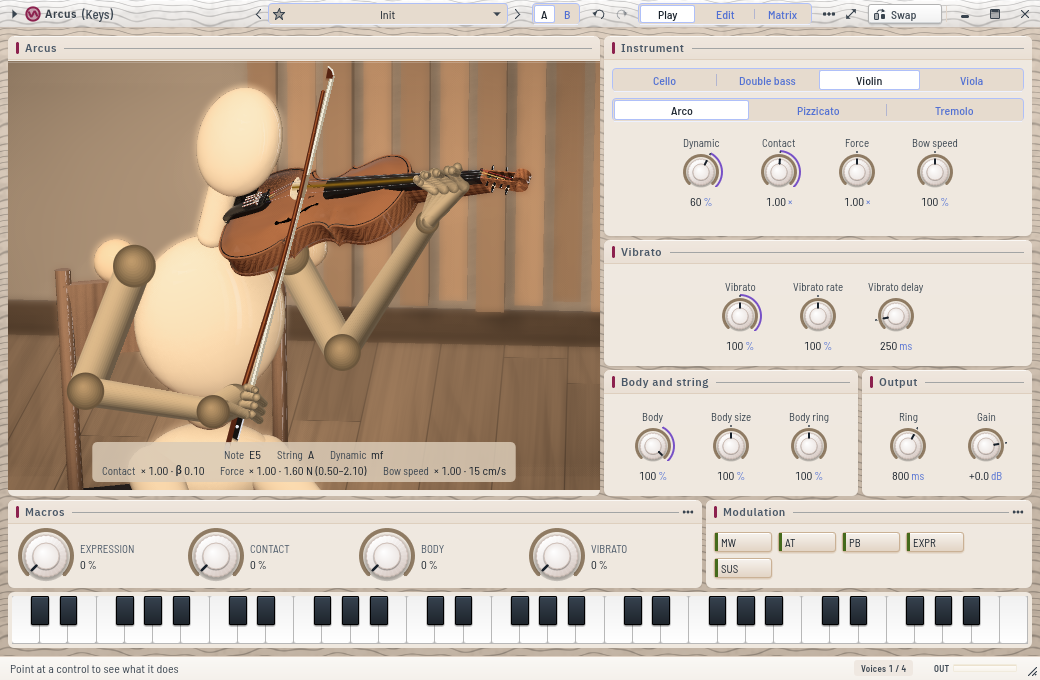 Arcus (Keys)
Init
A B
Play Edit Matrix
Swap
Arcus
Note E5 String A Dynamic mf
Contact × 1.00 · β 0.10 Force × 1.00 · 1.60 N (0.50–2.10) Bow speed × 1.00 · 15 cm/s
Instrument
Cello Double bass Violin Viola
Arco Pizzicato Tremolo
Dynamic Contact Force Bow speed
60 % 1.00 × 1.00 × 100 %
Vibrato
Vibrato Vibrato rate Vibrato delay
100 % 100 % 250 ms
Body and string
Body Body size Body ring
100 % 100 % 100 %
Output
Ring Gain
800 ms +0.0 dB
Macros
EXPRESSION
0 %
CONTACT
0 %
BODY
0 %
VIBRATO
0 %
Modulation
MW AT PB EXPR
SUS
Point at a control to see what it does
Voices 1 / 4
OUT